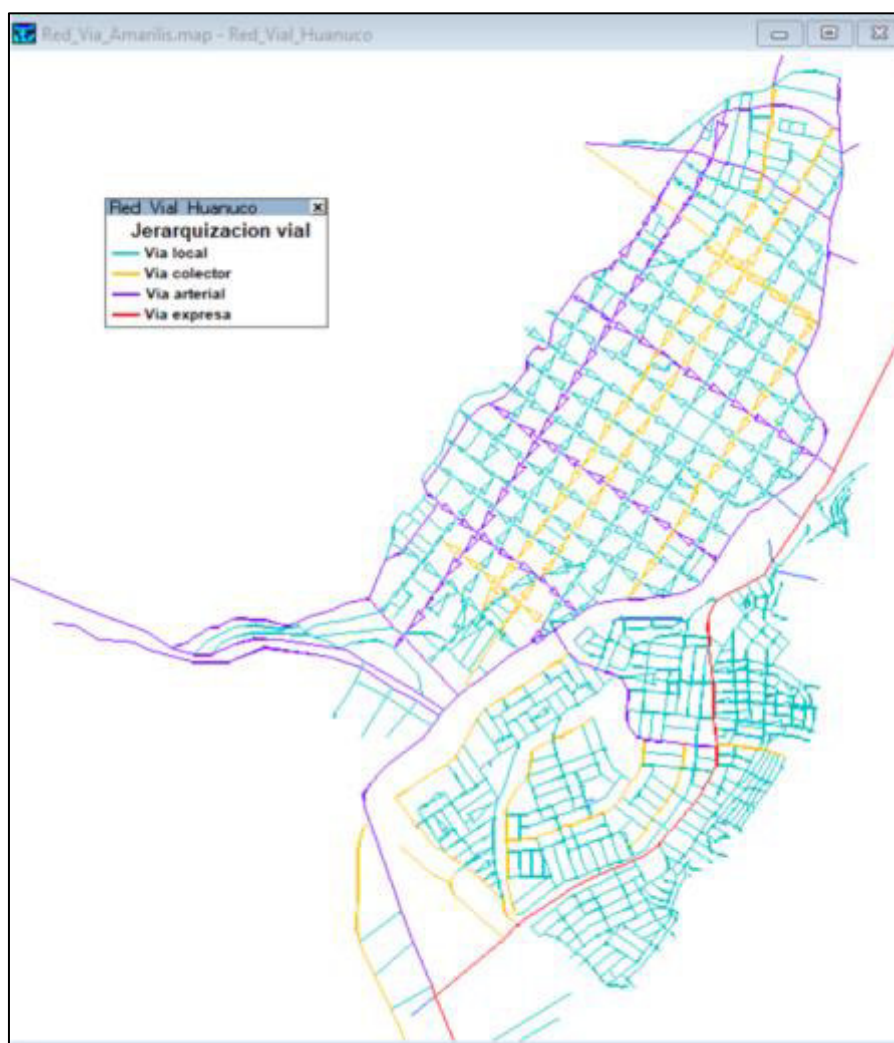 Red_Via_Amarilis.map - Red_Vial_Huanuco
Red Vial Huanuco
Jerarquizacion vial
Via local
Via colector
Via arterial
Via expresa